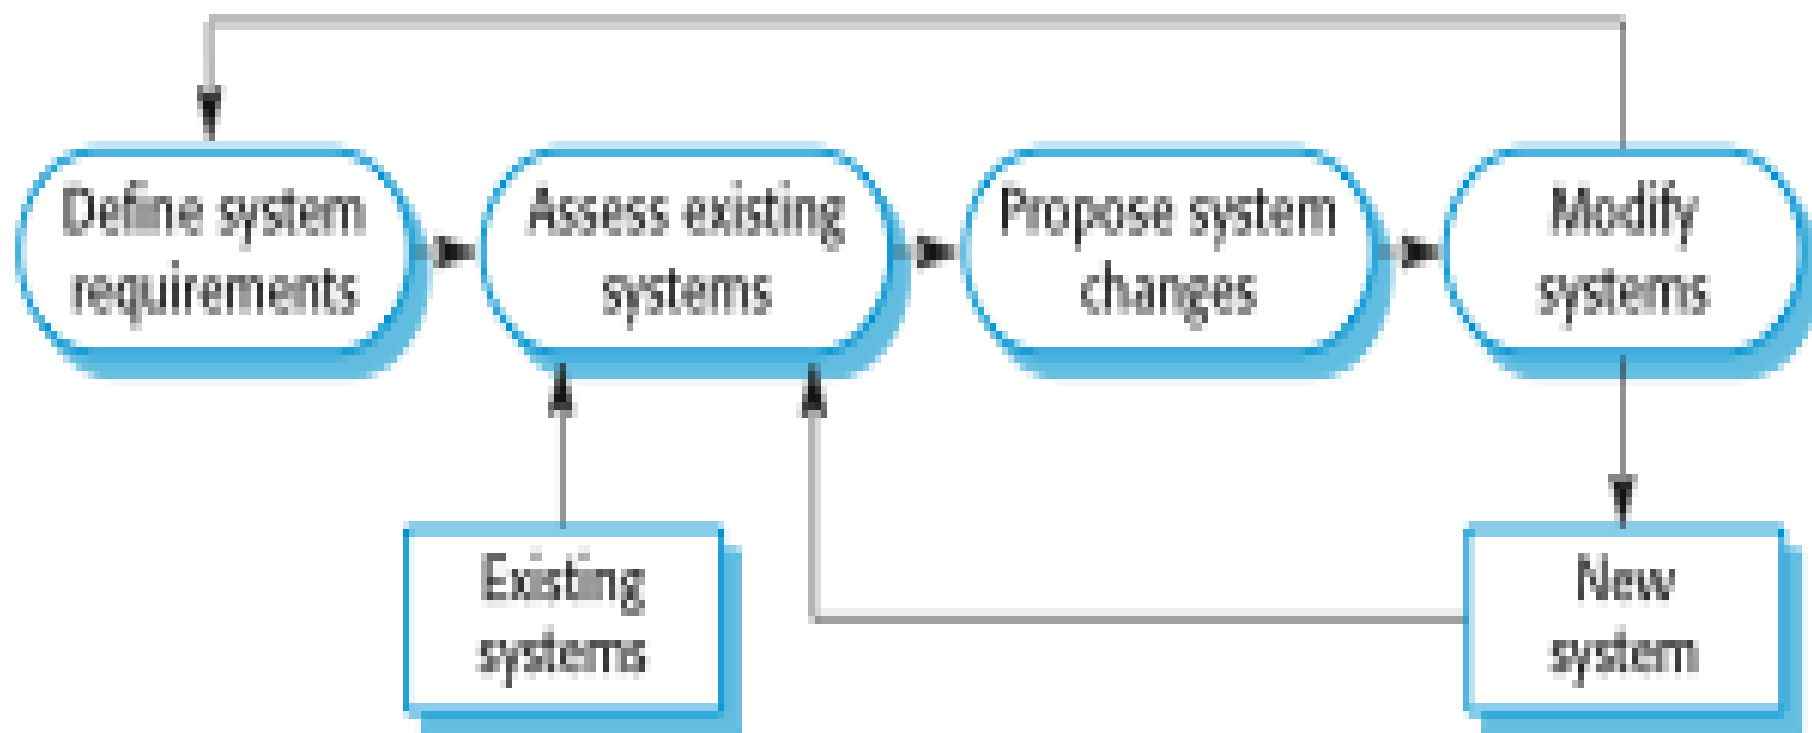 Define system
requirements
Assess existing
systems
Propose system
changes
Modify
systems
Existing
systems
New
system